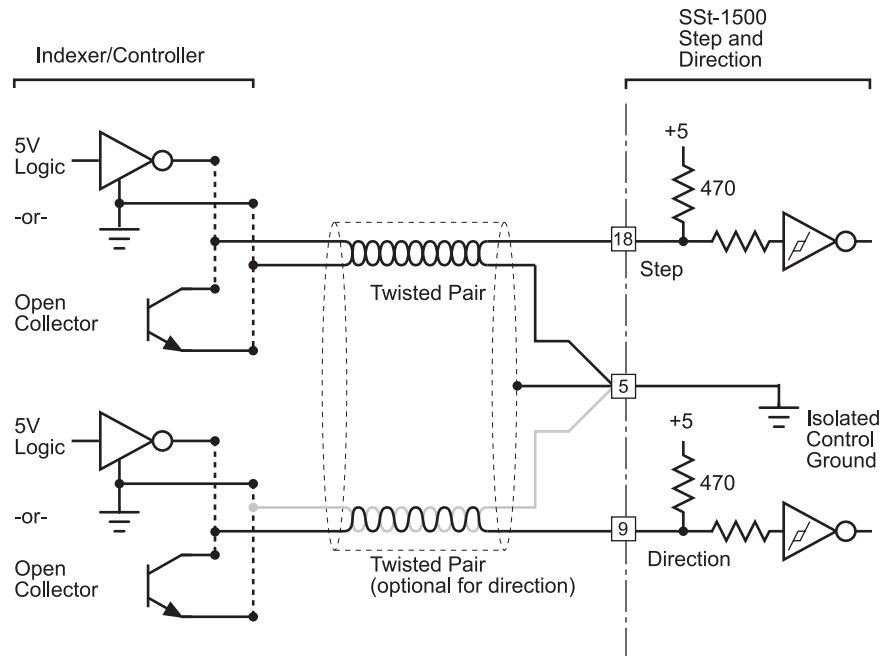 SSt-1500
Step and
Direction
Indexer/Controller
5V
Logic
-or-
Open
Collector
Twisted Pair
+5
470
18
Step
5
Isolated
Control
Ground
5V
Logic
-or-
Open
Collector
Twisted Pair
(optional for direction)
+5
470
9
Direction